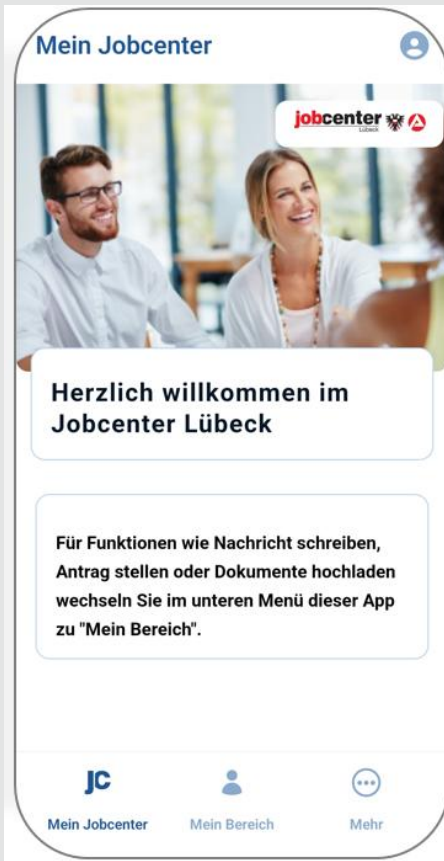 Mein Jobcenter
jobcenter
Lübeck
Herzlich willkommen im
Jobcenter Lübeck
Für Funktionen wie Nachricht schreiben,
Antrag stellen oder Dokumente hochladen
wechseln Sie im unteren Menü dieser App
zu "Mein Bereich".
JC
Mein Jobcenter
Mein Bereich
Mehr